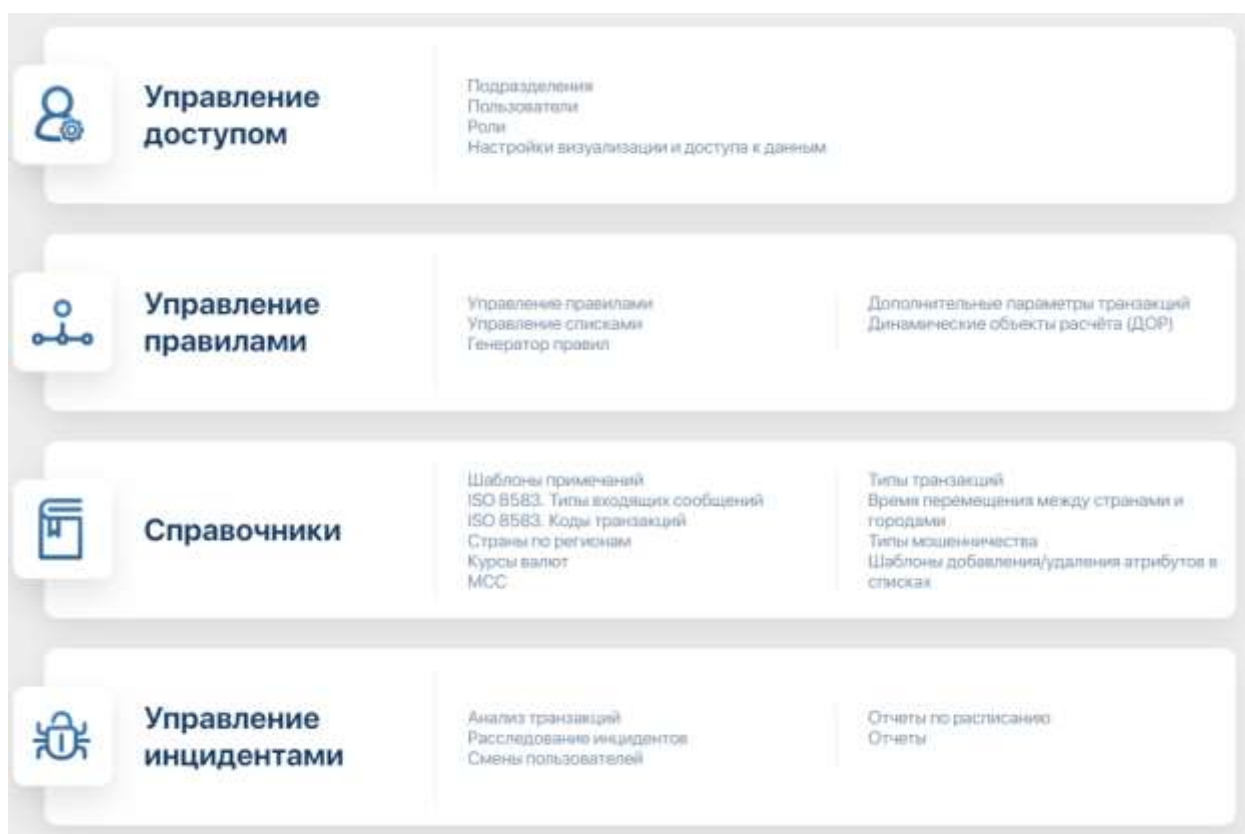 Управление
доступом
Подразделения
Пользователи
Роли
Настройки визуализации и доступа к данным
Управление
правилами
Управление правилами
Управление списками
Генератор правил
Дополнительные параметры транзакций
Динамические объекты расчёта (ДОР)
Справочники
Шаблоны примечаний
ISO 8583. Типы входящих сообщений
ISO 8583. Коды транзакций
Страны по регионам
Курсы валют
MCC
Типы транзакций
Время перемещения между странами и
городами
Типы мошенничества
Шаблоны добавления/удаления атрибутов в
списках
Управление
инцидентами
Анализ транзакций
Расследование инцидентов
Смены пользователей
Отчеты по расписанию
Отчеты